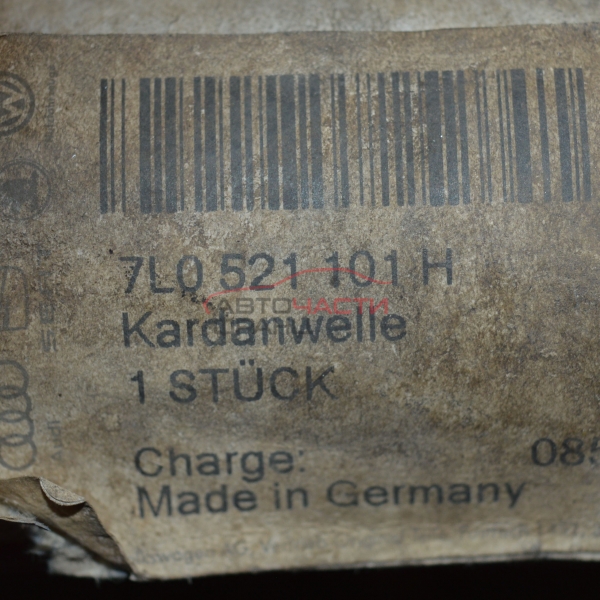 7L0 521 101 H
АВТОЧАСТИ
Kardanwelle
1 STÜCK
Charge: 085
Made in Germany